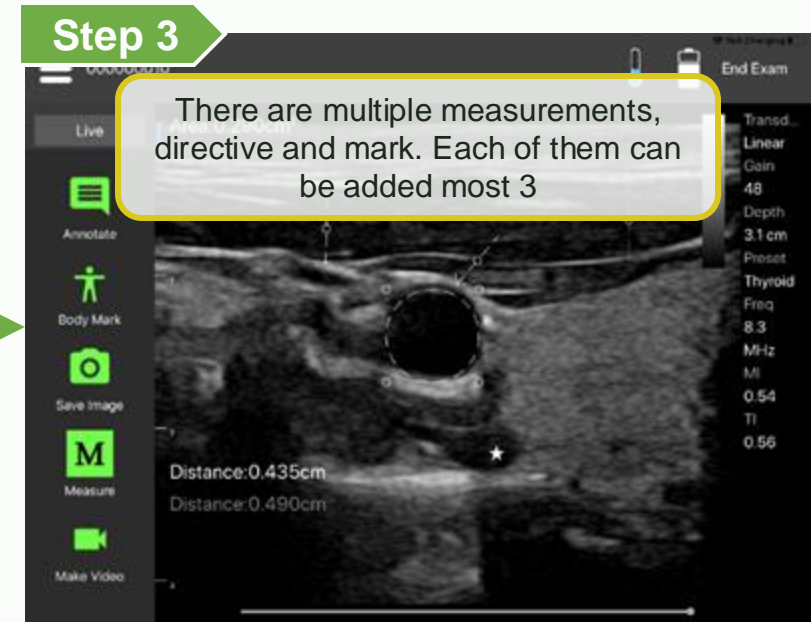 Step 3
End Exam
There are multiple measurements,
directive and mark. Each of them can
be added most 3
Live
Annotate
Body Mark
Save Image
M
Measure
Make Video
Distance:0.435cm
Distance:0.490cm
Transd...
Linear
Gain
48
Depth
3.1 cm
Preset
Thyroid
Freq
8.3
MHz
MI
0.54
TI
0.56